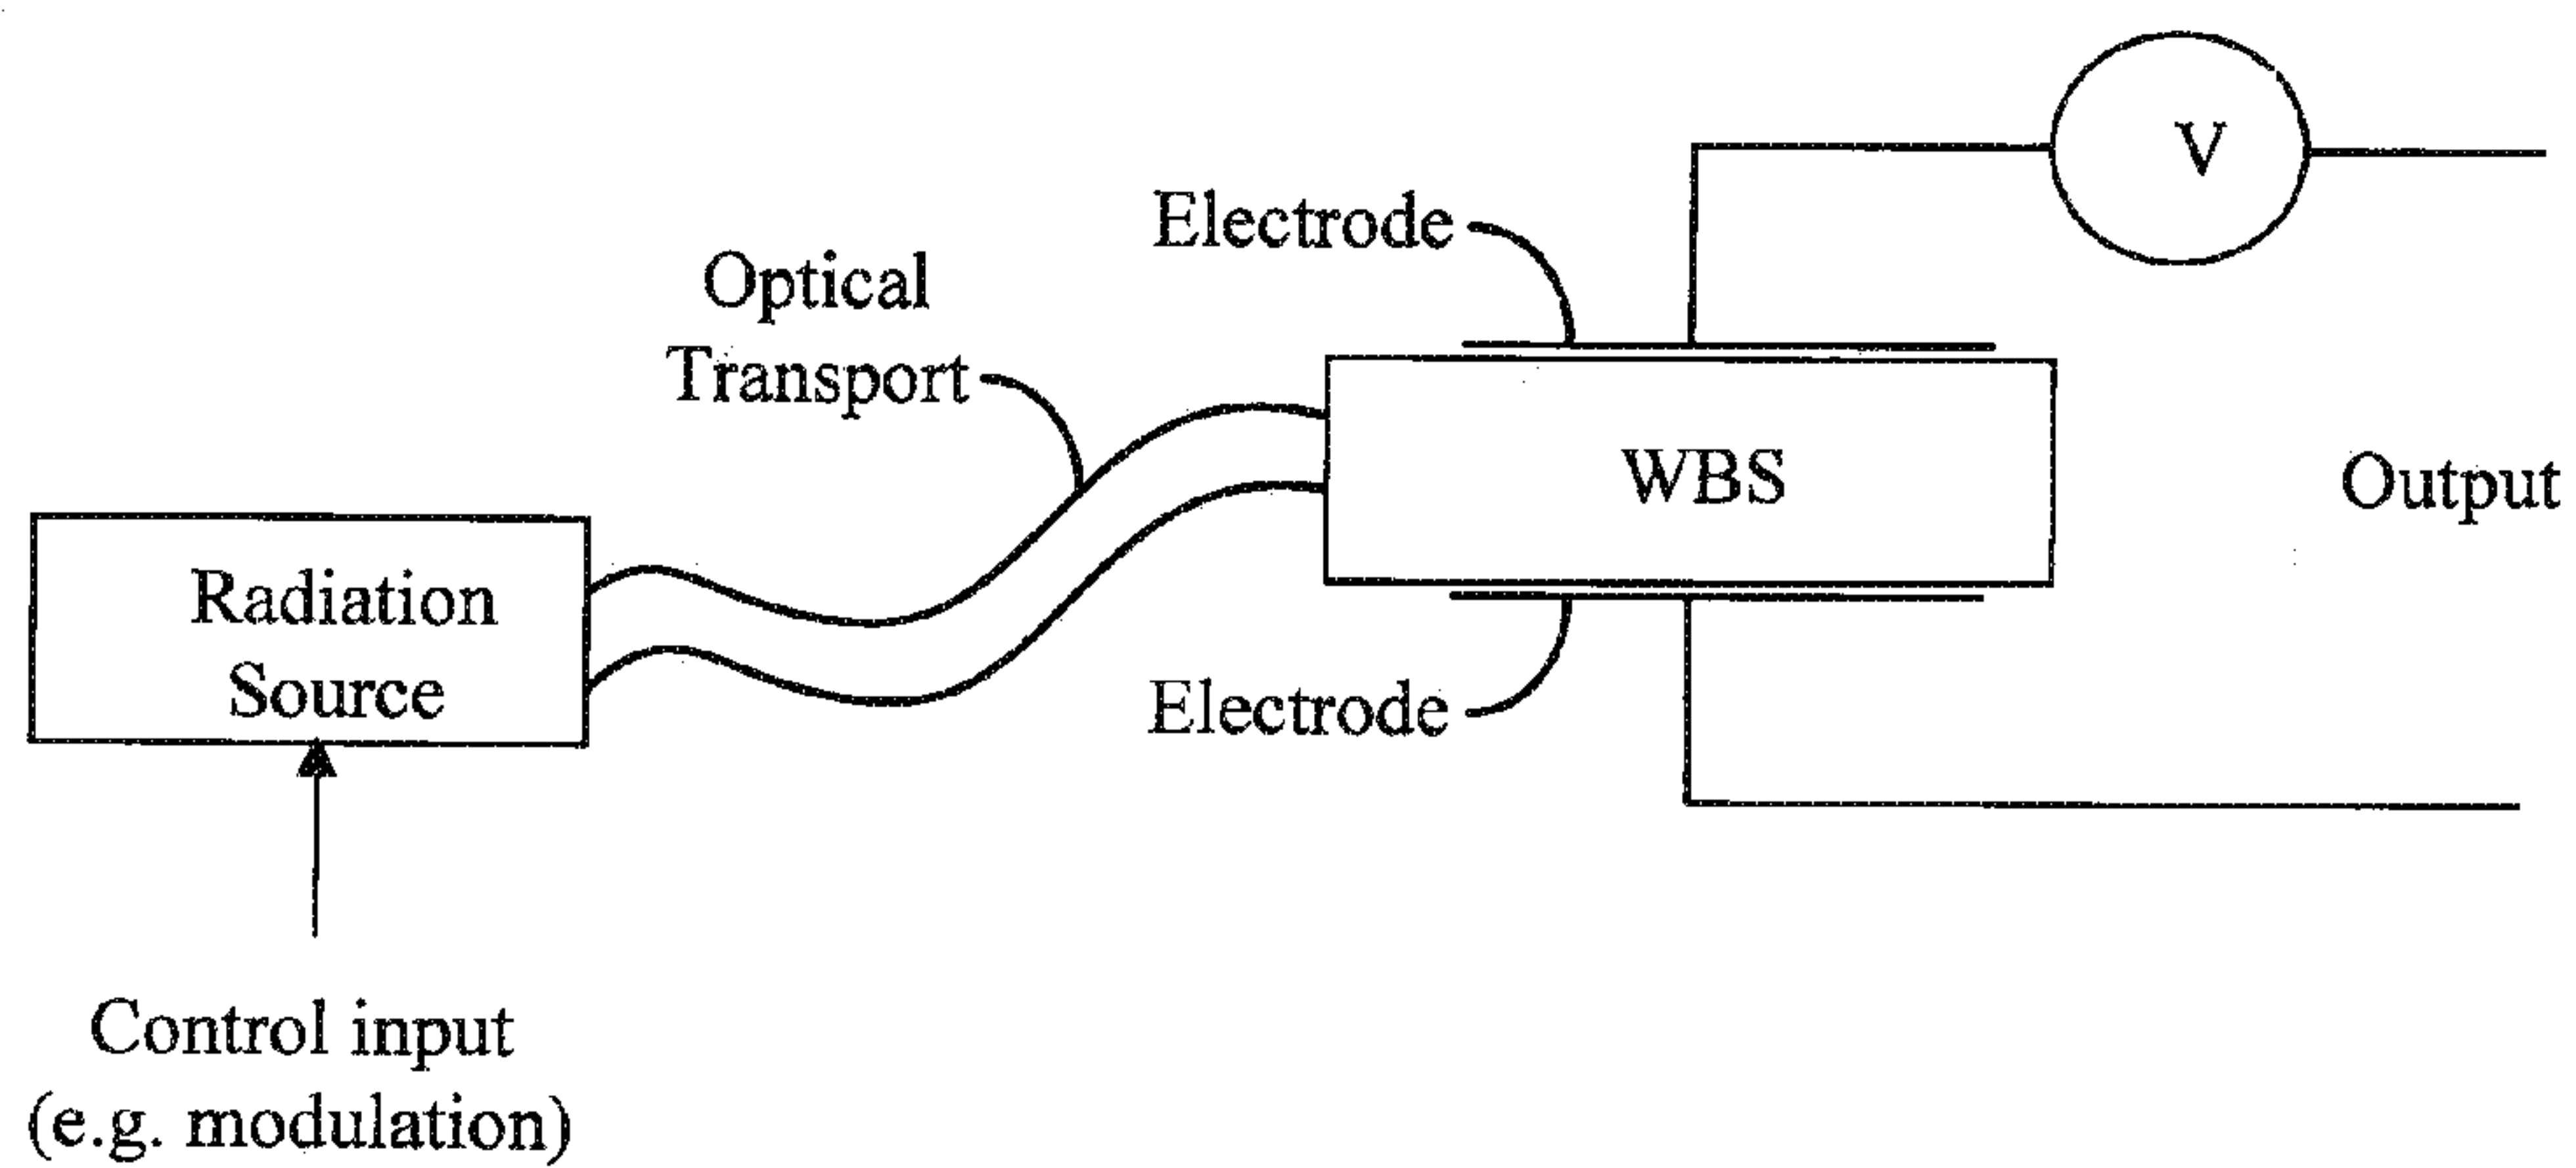 V
Electrode
Optical
Transport
WBS
Output
Radiation
Source
Electrode
Control input
(e.g. modulation)